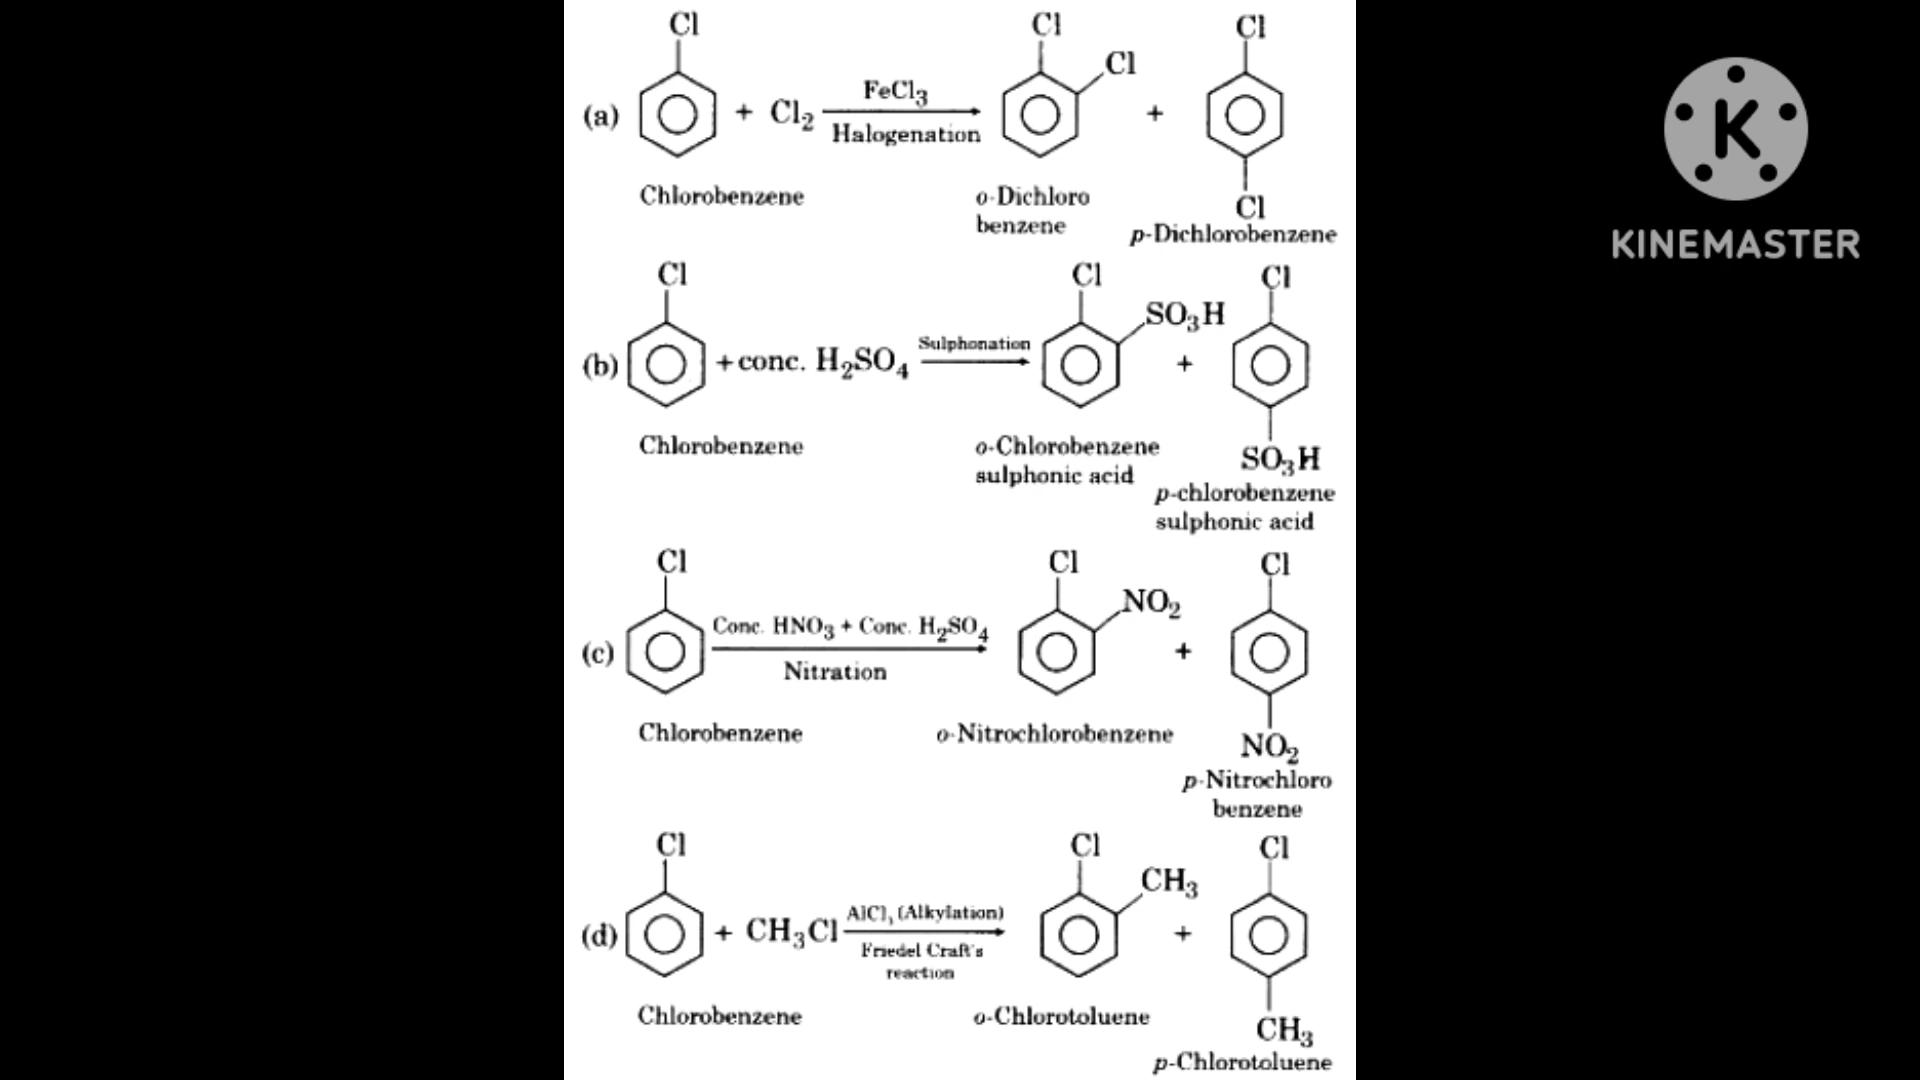 Cl
Cl
Cl
Cl
(a)
+ Cl₂
FeCl₃
Halogenation
+
Cl
Chlorobenzene
o-Dichloro
benzene
p-Dichlorobenzene
Cl
Cl
SO₃H
Cl
(b)
+ conc. H₂SO₄
Sulphonation
+
Chlorobenzene
o-Chlorobenzene
sulphonic acid
SO₃H
p-chlorobenzene
sulphonic acid
Cl
Cl
NO₂
Cl
(c)
Conc. HNO₃ + Conc. H₂SO₄
Nitration
+
Chlorobenzene
o-Nitrochlorobenzene
NO₂
p-Nitrochloro
benzene
Cl
Cl
CH₃
Cl
(d)
+ CH₃Cl
AlCl₃ (Alkylation)
Friedel Craft's
reaction
+
Chlorobenzene
o-Chlorotoluene
CH₃
p-Chlorotoluene
K
KINEMASTER